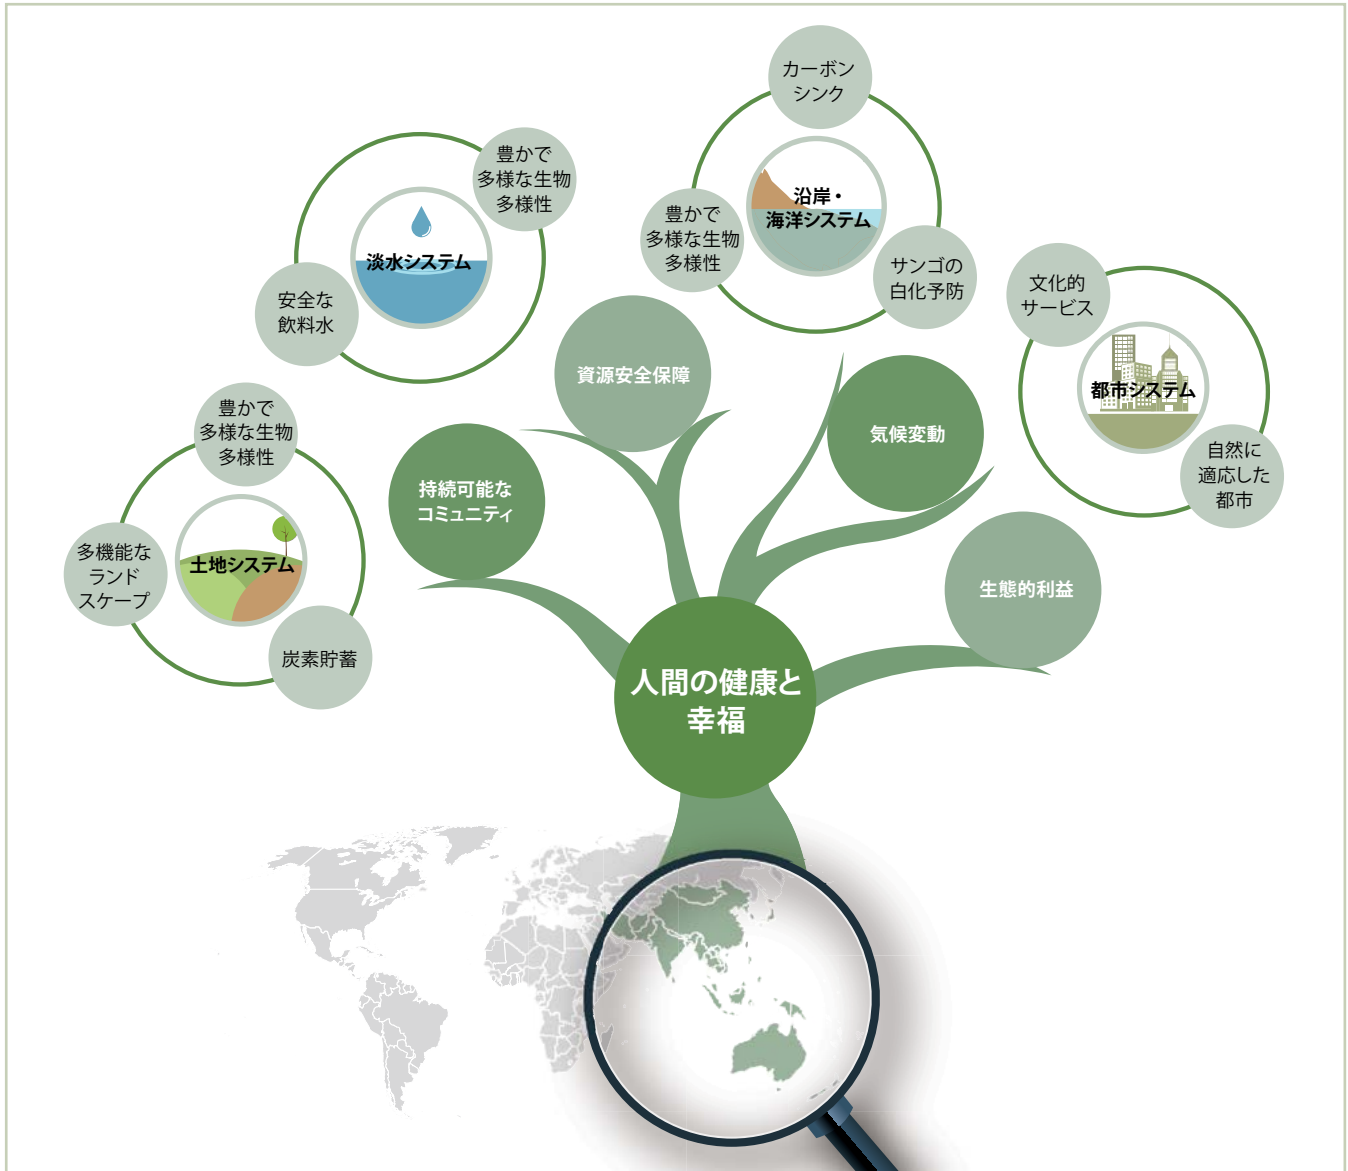 カーボン
シンク
豊かで
多様な生物
多様性
沿岸・
海洋システム
サンゴの
白化予防
豊かで
多様な生物
多様性
淡水システム
安全な
飲料水
文化的
サービス
都市システム
自然に
適応した
都市
資源安全保障
気候変動
持続可能な
コミュニティ
生態的利益
豊かで
多様な生物
多様性
土地システム
多機能な
ランド
スケープ
炭素貯蓄
人間の健康と
幸福